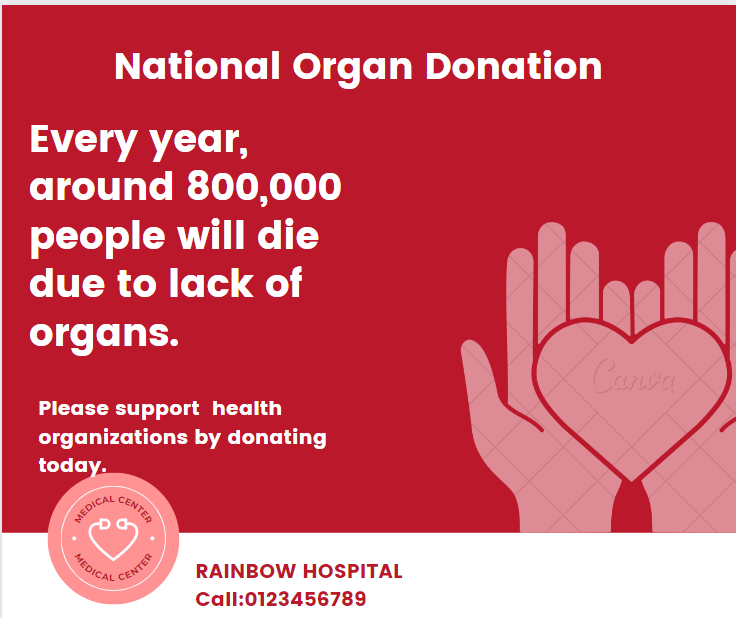 National Organ Donation
Every year,
around 800,000
people will die
due to lack of
organs.
Please support  health
organizations by donating
today.
Canva
MEDICAL CENTER
MEDICAL CENTER
RAINBOW HOSPITAL
Call:0123456789